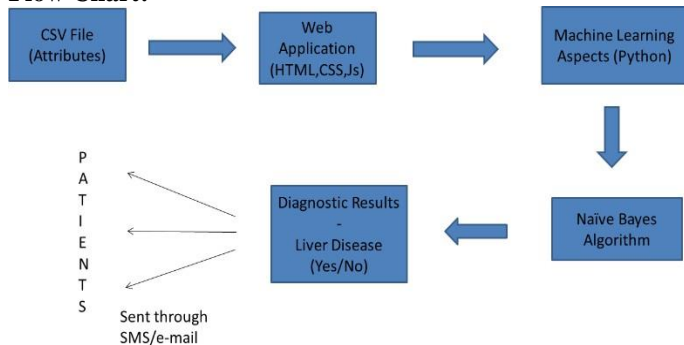 Flow Chart:
CSV File
(Attributes)
Web
Application
(HTML,CSS,Js)
Machine Learning
Aspects (Python)
Naïve Bayes
Algorithm
Diagnostic Results
-
Liver Disease
(Yes/No)
P
A
T
I
E
N
T
S
Sent through
SMS/e-mail